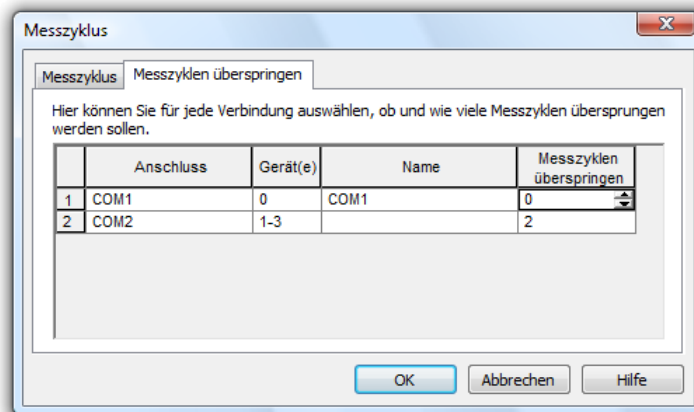 Messzyklus
Messzyklus Messzyklen überspringen
Hier können Sie für jede Verbindung auswählen, ob und wie viele Messzyklen übersprungen
werden sollen.
Anschluss Gerät(e) Name Messzyklen
überspringen
1 COM1 0 COM1 0
2 COM2 1-3 2
OK Abbrechen Hilfe